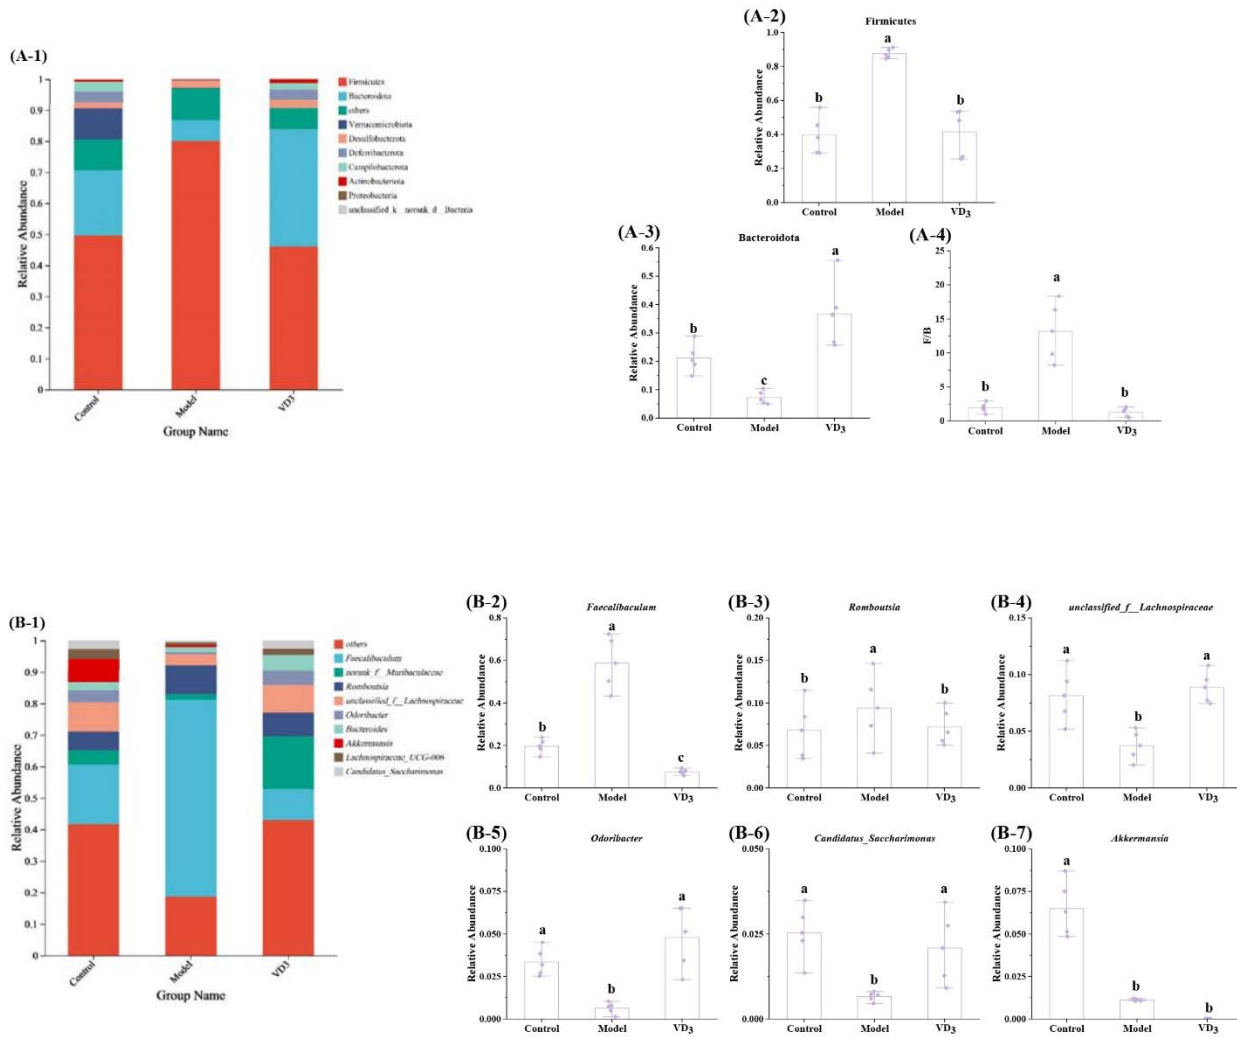 (A-1)
Relative Abundance
1
0.9
0.8
0.7
0.6
0.5
0.4
0.3
0.2
0.1
0
Control
Model
VD3
Group Name
Firmicutes
Bacteroidota
others
Verrucomicrobiota
Desulfobacterota
Deferribacterota
Campilobacterota
Actinobacteriota
Proteobacteria
unclassified_k__norank_d__Bacteria
(A-2)
Firmicutes
Relative Abundance
1.0
0.8
0.6
0.4
0.2
0.0
b
a
b
Control
Model
VD3
(A-3)
Bacteroidota
Relative Abundance
0.6
0.5
0.4
0.3
0.2
0.1
0.0
b
c
a
Control
Model
VD3
(A-4)
F/B
25
20
15
10
5
0
b
a
b
Control
Model
VD3
(B-1)
Relative Abundance
1
0.9
0.8
0.7
0.6
0.5
0.4
0.3
0.2
0.1
0
Control
Model
VD3
Group Name
others
Faecalibaculum
norank_f__Muribaculaceae
Romboutsia
unclassified_f__Lachnospiraceae
Odoribacter
Bacteroides
Akkermansia
Lachnospiraceae_UCG-006
Candidatus_Saccharimonas
(B-2)
Faecalibaculum
Relative Abundance
0.8
0.6
0.4
0.2
0.0
b
a
c
Control
Model
VD3
(B-3)
Romboutsia
Relative Abundance
0.20
0.15
0.10
0.05
0.00
b
a
b
Control
Model
VD3
(B-4)
unclassified_f__Lachnospiraceae
Relative Abundance
0.15
0.10
0.05
0.00
a
b
a
Control
Model
VD3
(B-5)
Odoribacter
Relative Abundance
0.100
0.075
0.050
0.025
0.000
a
b
a
Control
Model
VD3
(B-6)
Candidatus_Saccharimonas
Relative Abundance
0.050
0.025
0.000
a
b
a
Control
Model
VD3
(B-7)
Akkermansia
Relative Abundance
0.100
0.075
0.050
0.025
0.000
a
b
b
Control
Model
VD3